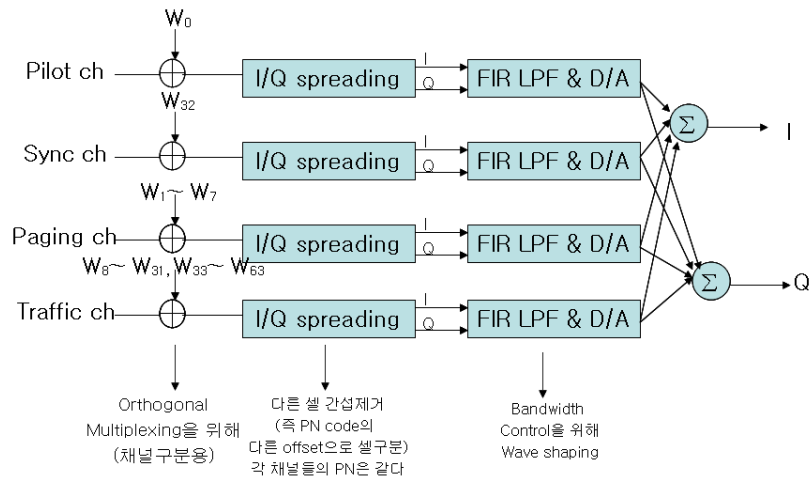 W0
Pilot ch
I/Q spreading
I
Q
FIR LPF & D/A
Σ
I
W32
Sync ch
I/Q spreading
I
Q
FIR LPF & D/A
W1~ W7
Paging ch
I/Q spreading
I
Q
FIR LPF & D/A
Σ
Q
W8~ W31, W33~ W63
Traffic ch
I/Q spreading
I
Q
FIR LPF & D/A
Orthogonal
Multiplexing을 위해
(채널구분용)
다른 셀 간섭제거
(즉 PN code의
다른 offset으로 셀구분)
각 채널들의 PN은 같다
Bandwidth
Control을 위해
Wave shaping